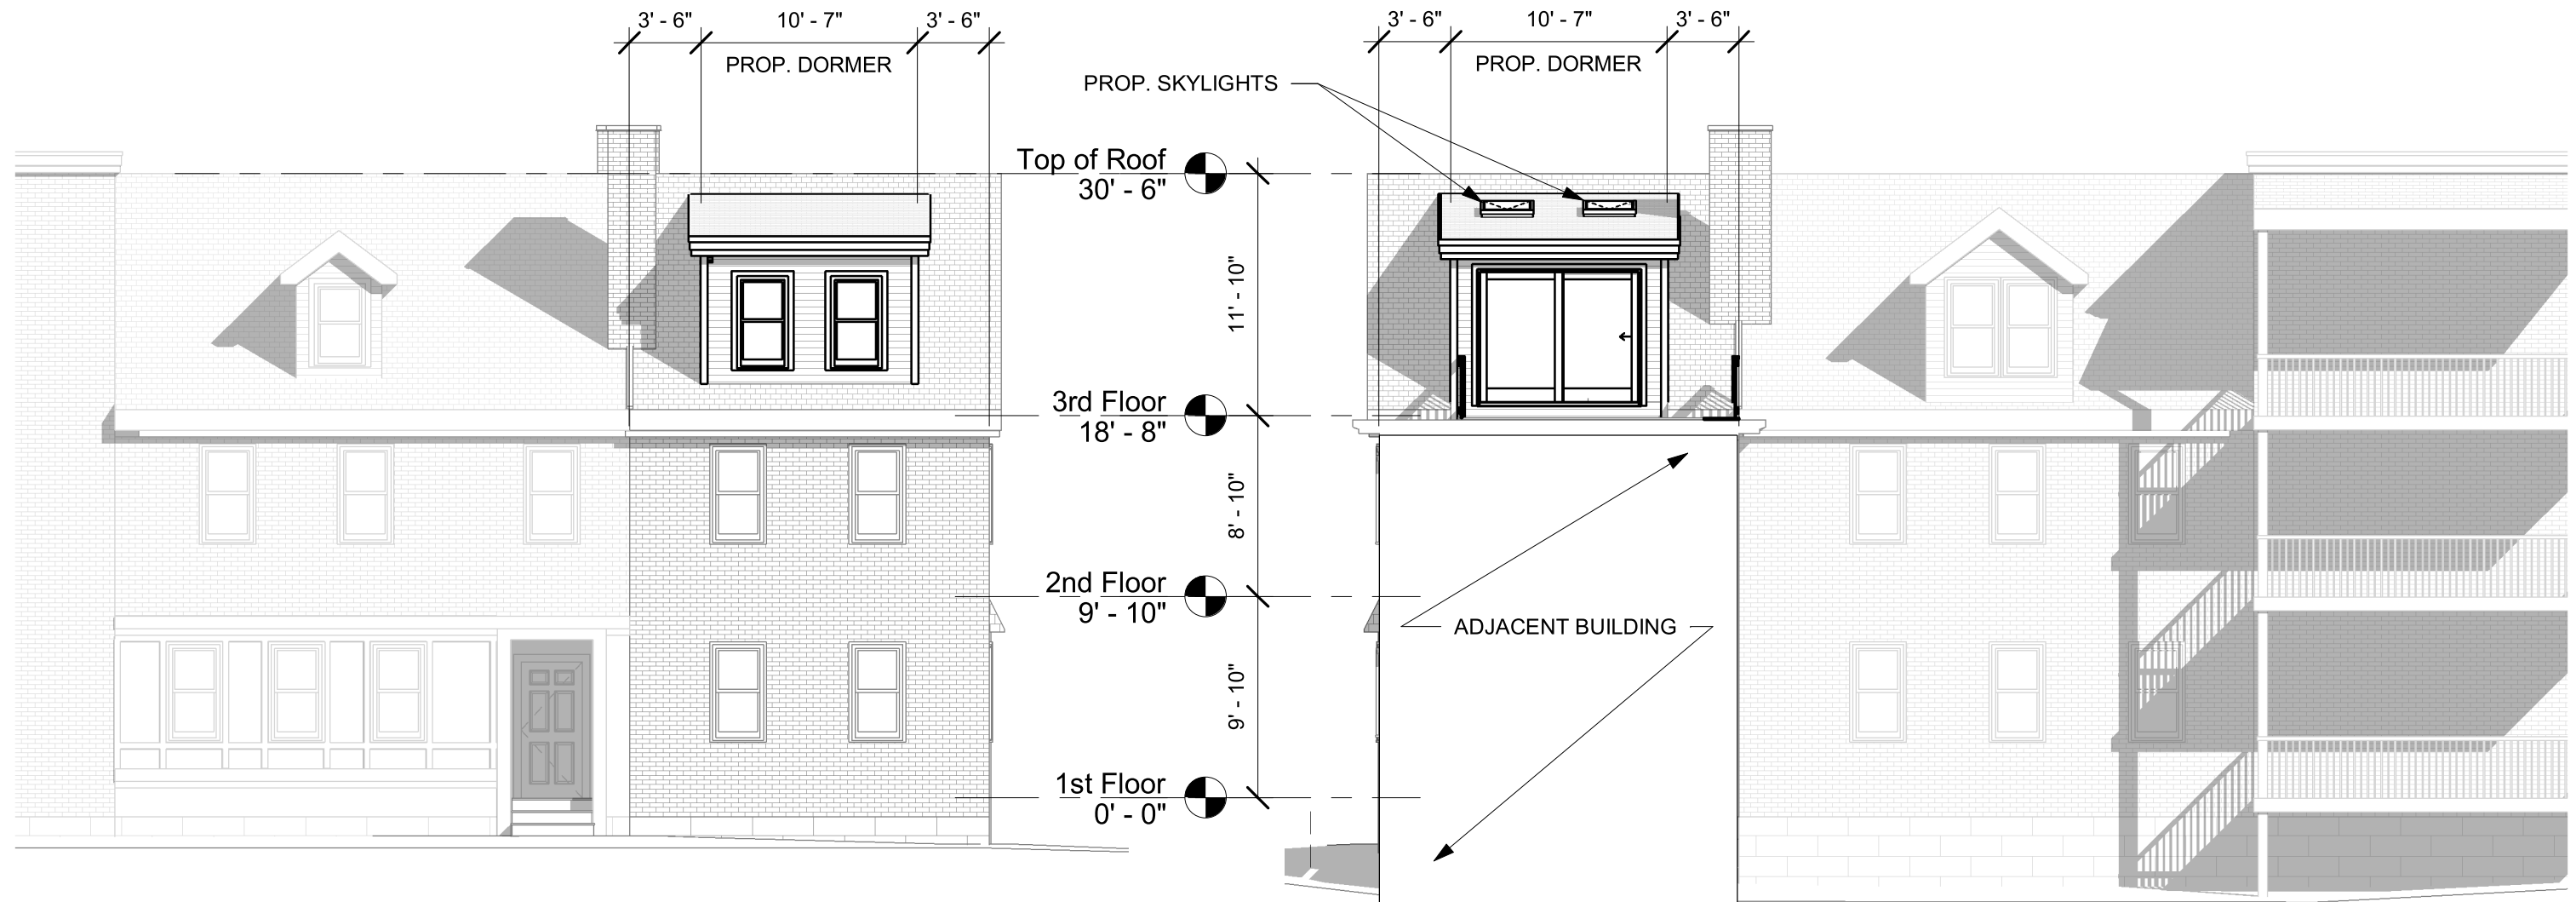 3' - 6" 10' - 7" 3' - 6"
PROP. DORMER
3' - 6" 10' - 7" 3' - 6"
PROP. DORMER
PROP. SKYLIGHTS
Top of Roof
30' - 6"
11' - 10"
3rd Floor
18' - 8"
8' - 10"
2nd Floor
9' - 10"
ADJACENT BUILDING
9' - 10"
1st Floor
0' - 0"